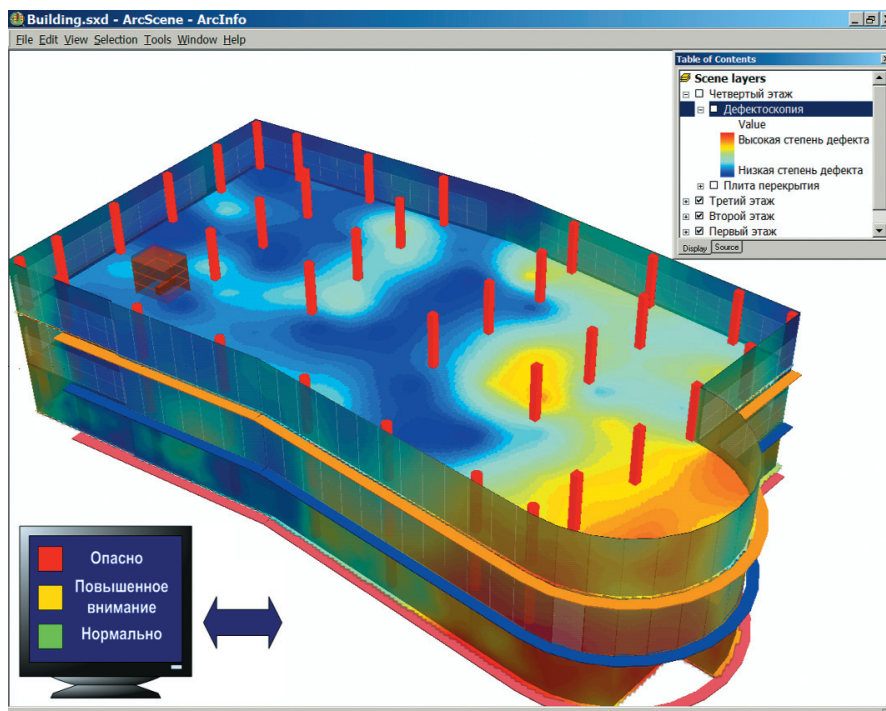 Building.sxd - ArcScene - ArcInfo
File Edit View Selection Tools Window Help
Table of Contents
Scene layers
Четвертый этаж
Дефектоскопия
Value
Высокая степень дефекта
Низкая степень дефекта
Плита перекрытия
Третий этаж
Второй этаж
Первый этаж
Display Source
Опасно
Повышенное
внимание
Нормально